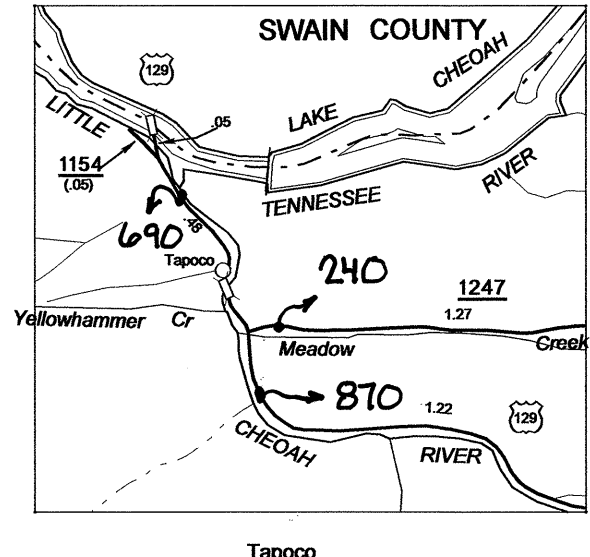 SWAIN COUNTY
129
CHEOAH
LITTLE
.05
LAKE
1154
(.05)
RIVER
TENNESSEE
690
.48
Tapoco
240
1247
1.27
Yellowhammer Cr
Meadow
Creek
870
1.22
129
CHEOAH
RIVER
Tapoco